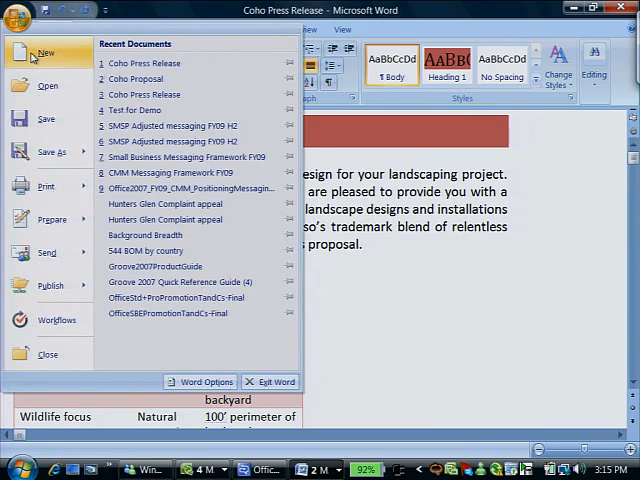 Coho Press Release - Microsoft Word
New
Open
Save
Save As
Print
Prepare
Send
Publish
Workflows
Close
Recent Documents
1 Coho Press Release
2 Coho Proposal
3 Coho Press Release
4 Test for Demo
5 SMSP Adjusted messaging FY09 H2
6 SMSP Adjusted messaging FY09 H2
7 Small Business Messaging Framework FY09
8 CMM Messaging Framework FY09
9 Office2007_FY09_CMM_PositioningMessagin...
Hunters Glen Complaint appeal
Hunters Glen Complaint appeal
Background Breadth
544 BOM by country
Groove2007ProductGuide
Groove 2007 Quick Reference Guide (4)
OfficeStd+ProPromotionTandCs-Final
OfficeSBEPromotionTandCs-Final
Word Options
Exit Word
View
AaBbCcDd
¶ Body
AaBbCc
Heading 1
AaBbCcDd
No Spacing
Change
Styles
Editing
Styles
sign for your landscaping project.
are pleased to provide you with a
landscape designs and installations
so's trademark blend of relentless
s proposal.
backyard
Wildlife focus Natural 100' perimeter of
Win...
4 M
Offic...
2 M
92%
3:15 PM